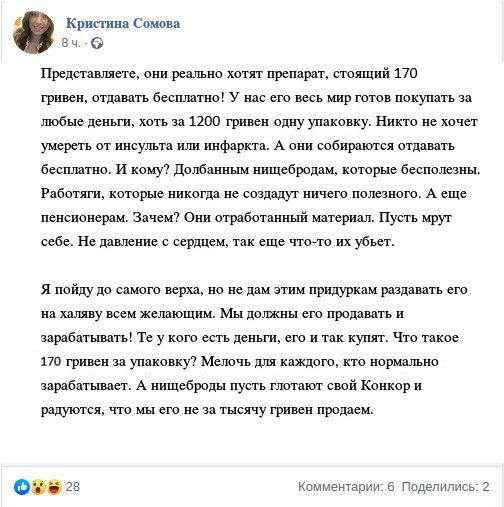 Кристина Сомова
8 ч. ·
Представляете, они реально хотят препарат, стоящий 170
гривен, отдавать бесплатно! У нас его весь мир готов покупать за
любые деньги, хоть за 1200 гривен одну упаковку. Никто не хочет
умереть от инсульта или инфаркта. А они собираются отдавать
бесплатно. И кому? Долбанным нищебродам, которые бесполезны.
Работяги, которые никогда не создадут ничего полезного. А еще
пенсионерам. Зачем? Они отработанный материал. Пусть мрут
себе. Не давление с сердцем, так еще что-то их убьет.
Я пойду до самого верха, но не дам этим придуркам раздавать его
на халяву всем желающим. Мы должны его продавать и
зарабатывать! Те у кого есть деньги, его и так купят. Что такое
170 гривен за упаковку? Мелочь для каждого, кто нормально
зарабатывает. А нищеброды пусть глотают свой Конкор и
радуются, что мы его не за тысячу гривен продаем.
28 Комментарии: 6 Поделились: 2